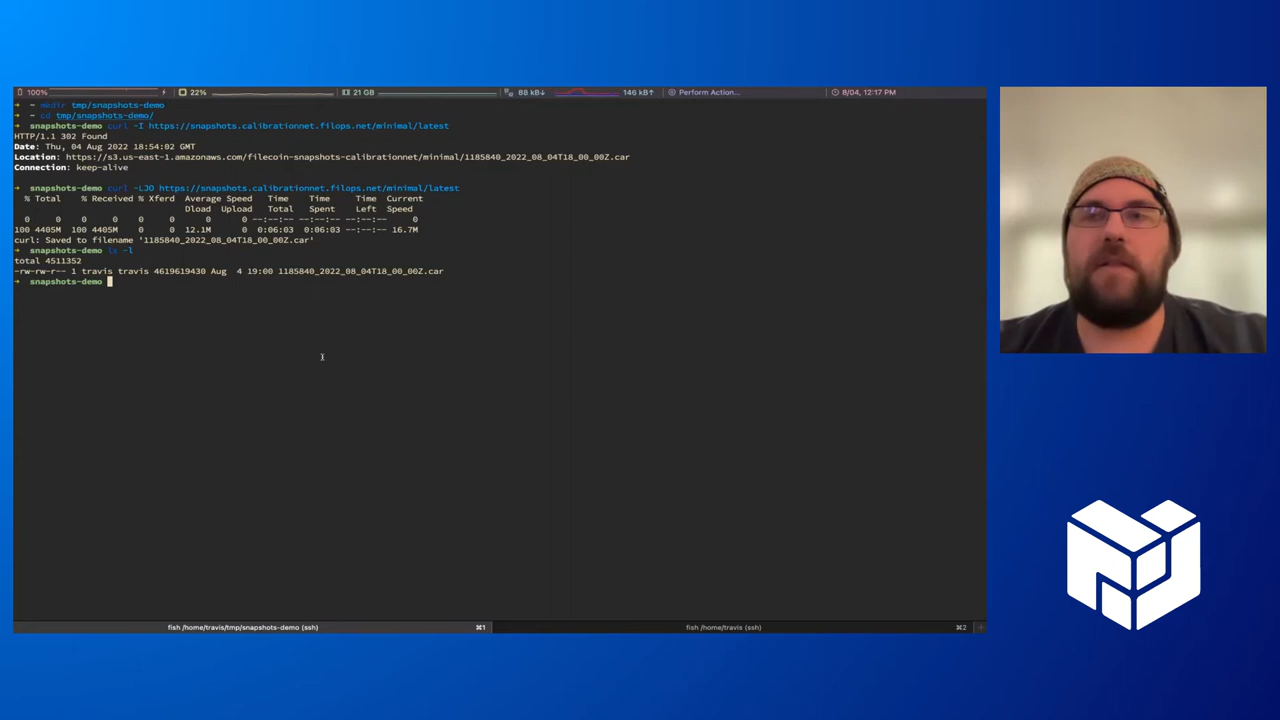 100% 22% 21 GB 88 kB↓ 146 kB↑ Perform Action... 8/04, 12:17 PM
➜ ~ mkdir tmp/snapshots-demo
➜ ~ cd tmp/snapshots-demo/
➜ snapshots-demo curl -I https://snapshots.calibrationnet.filops.net/minimal/latest
HTTP/1.1 302 Found
Date: Thu, 04 Aug 2022 18:54:02 GMT
Location: https://s3.us-east-1.amazonaws.com/filecoin-snapshots-calibrationnet/minimal/1185840_2022_08_04T18_00_00Z.car
Connection: keep-alive
➜ snapshots-demo curl -LJO https://snapshots.calibrationnet.filops.net/minimal/latest
% Total % Received % Xferd Average Speed Time Time Time Current
Dload Upload Total Spent Left Speed
0 0 0 0 0 0 0 0 --:--:-- --:--:-- --:--:-- 0
100 4405M 100 4405M 0 0 12.1M 0 0:06:03 0:06:03 --:--:-- 16.7M
curl: Saved to filename '1185840_2022_08_04T18_00_00Z.car'
➜ snapshots-demo ls -l
total 4511352
-rw-rw-r-- 1 travis travis 4619619430 Aug 4 19:00 1185840_2022_08_04T18_00_00Z.car
➜ snapshots-demo
fish /home/travis/tmp/snapshots-demo (ssh) ⌘1 fish /home/travis (ssh) ⌘2 +